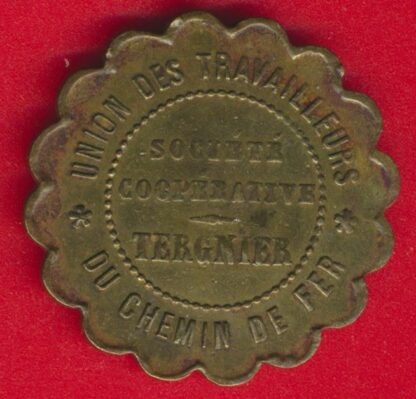 UNION DES TRAVAILLEURS
SOCIÉTÉ
COOPÉRATIVE
TERGNIER
* DU CHEMIN DE FER *